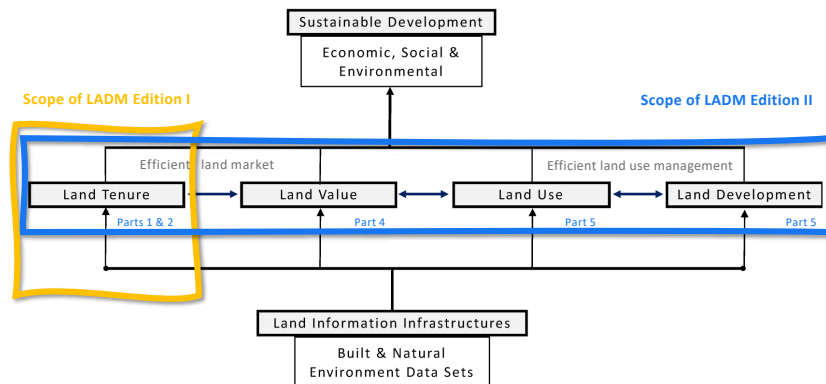 Sustainable Development
Economic, Social &
Environmental
Scope of LADM Edition I
Scope of LADM Edition II
Efficient land market
Efficient land use management
Land Tenure
Land Value
Land Use
Land Development
Parts 1 & 2
Part 4
Part 5
Part 5
Land Information Infrastructures
Built & Natural
Environment Data Sets